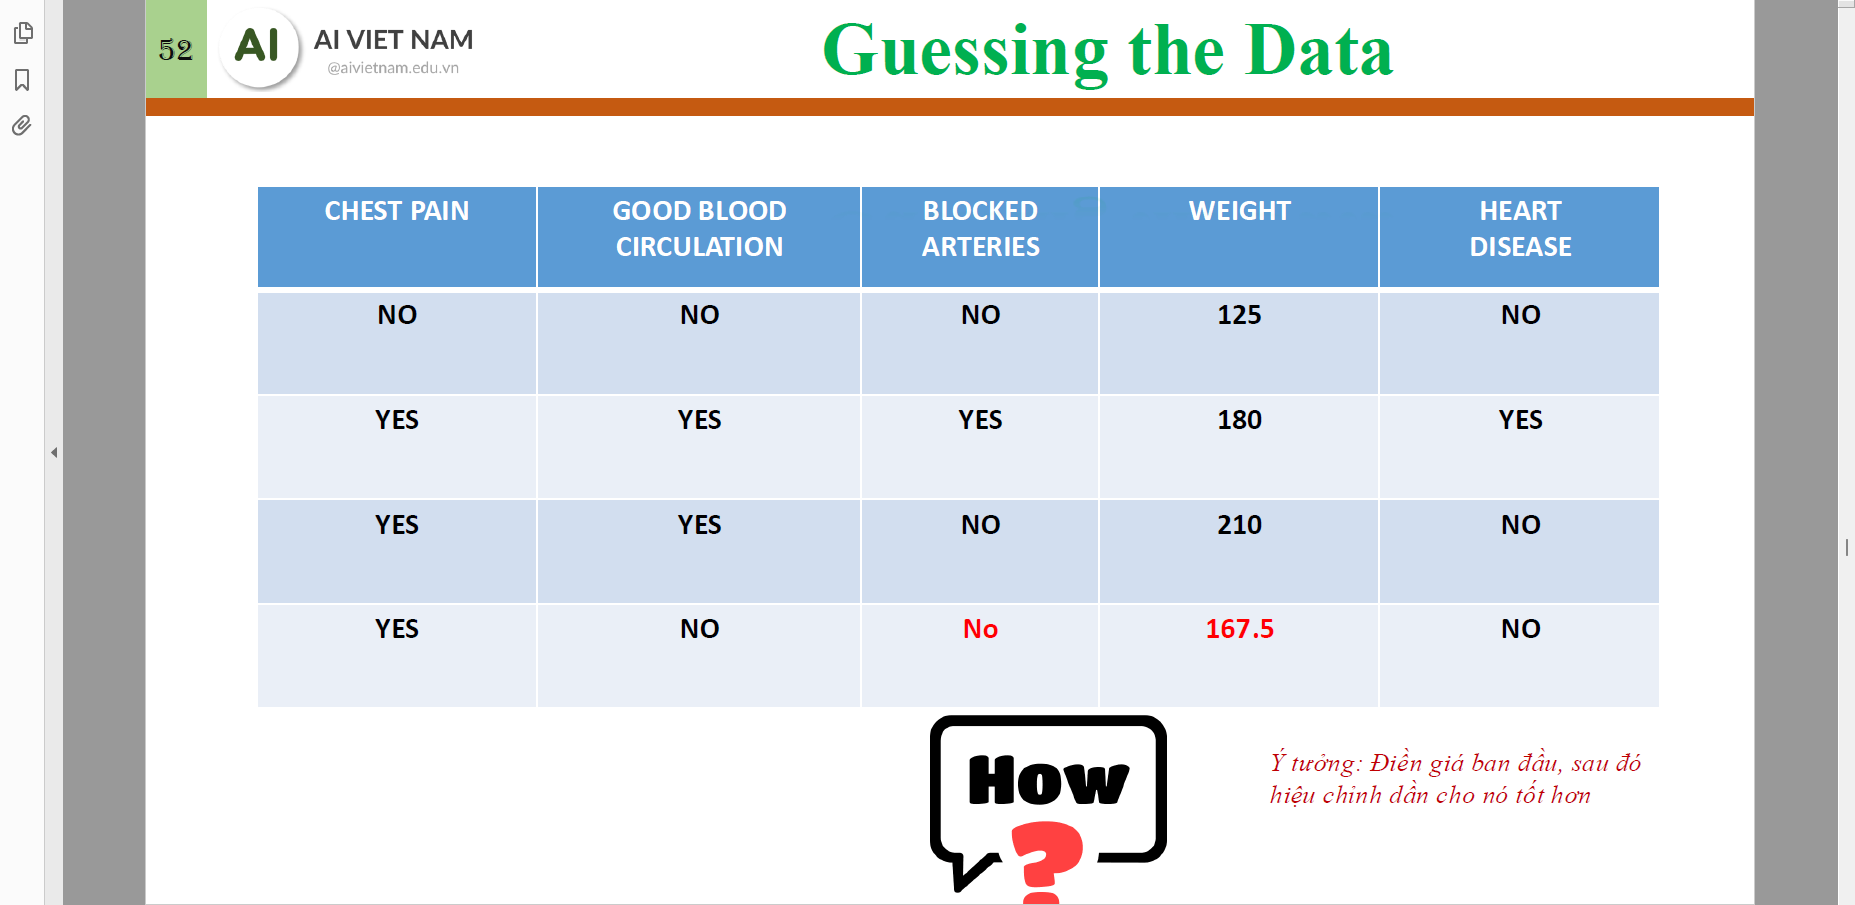 52
AI
AI VIET NAM
@aivietnam.edu.vn
Guessing the Data
CHEST PAIN
GOOD BLOOD
CIRCULATION
BLOCKED
ARTERIES
WEIGHT
HEART
DISEASE
NO
NO
NO
125
NO
YES
YES
YES
180
YES
YES
YES
NO
210
NO
YES
NO
No
167.5
NO
How
?
Ý tưởng: Điền giá ban đầu, sau đó
hiệu chỉnh dần cho nó tốt hơn